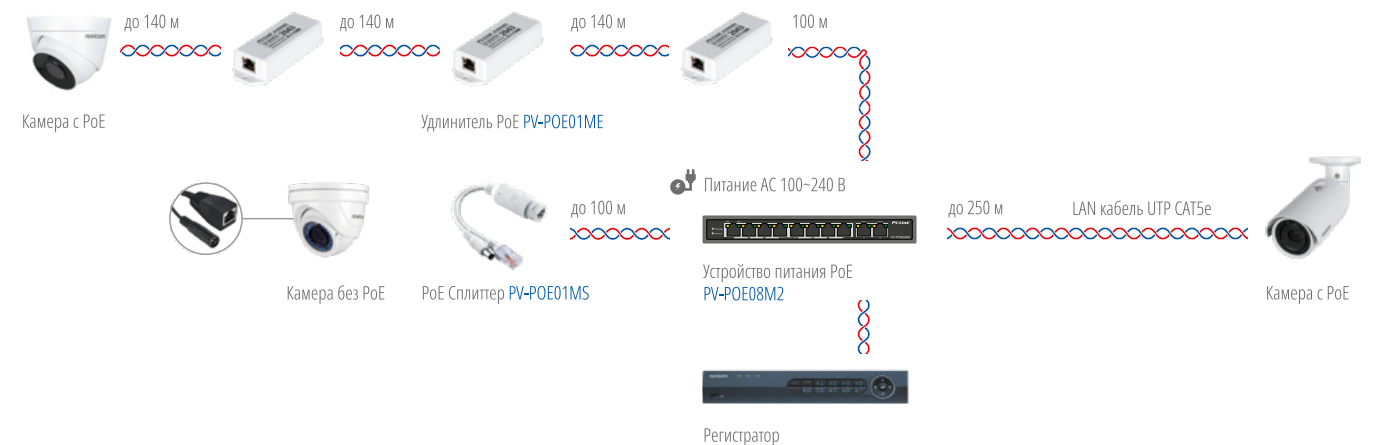 до 140 м
до 140 м
до 140 м
100 м
Камера с PoE
Удлинитель PoE PV-POE01ME
Питание AC 100~240 В
до 100 м
до 250 м
LAN кабель UTP CAT5e
PV-Link
Устройство питания PoE
PV-POE08M2
Камера без PoE
PoE Сплиттер PV-POE01MS
Камера с PoE
Регистратор